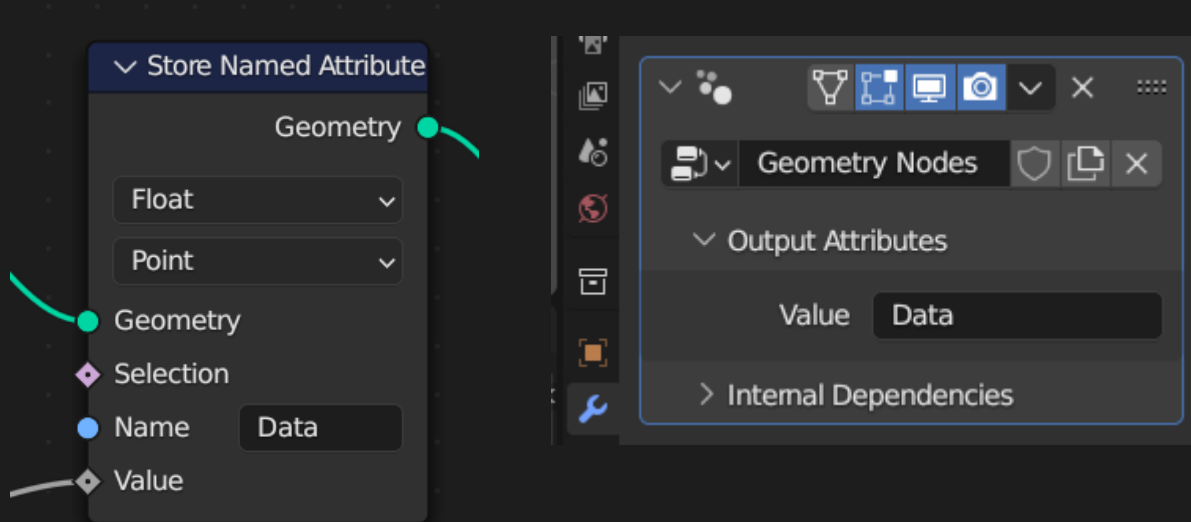 Store Named Attribute
Geometry
Float
Point
Geometry
Selection
Name Data
Value
Geometry Nodes
Output Attributes
Value Data
Internal Dependencies